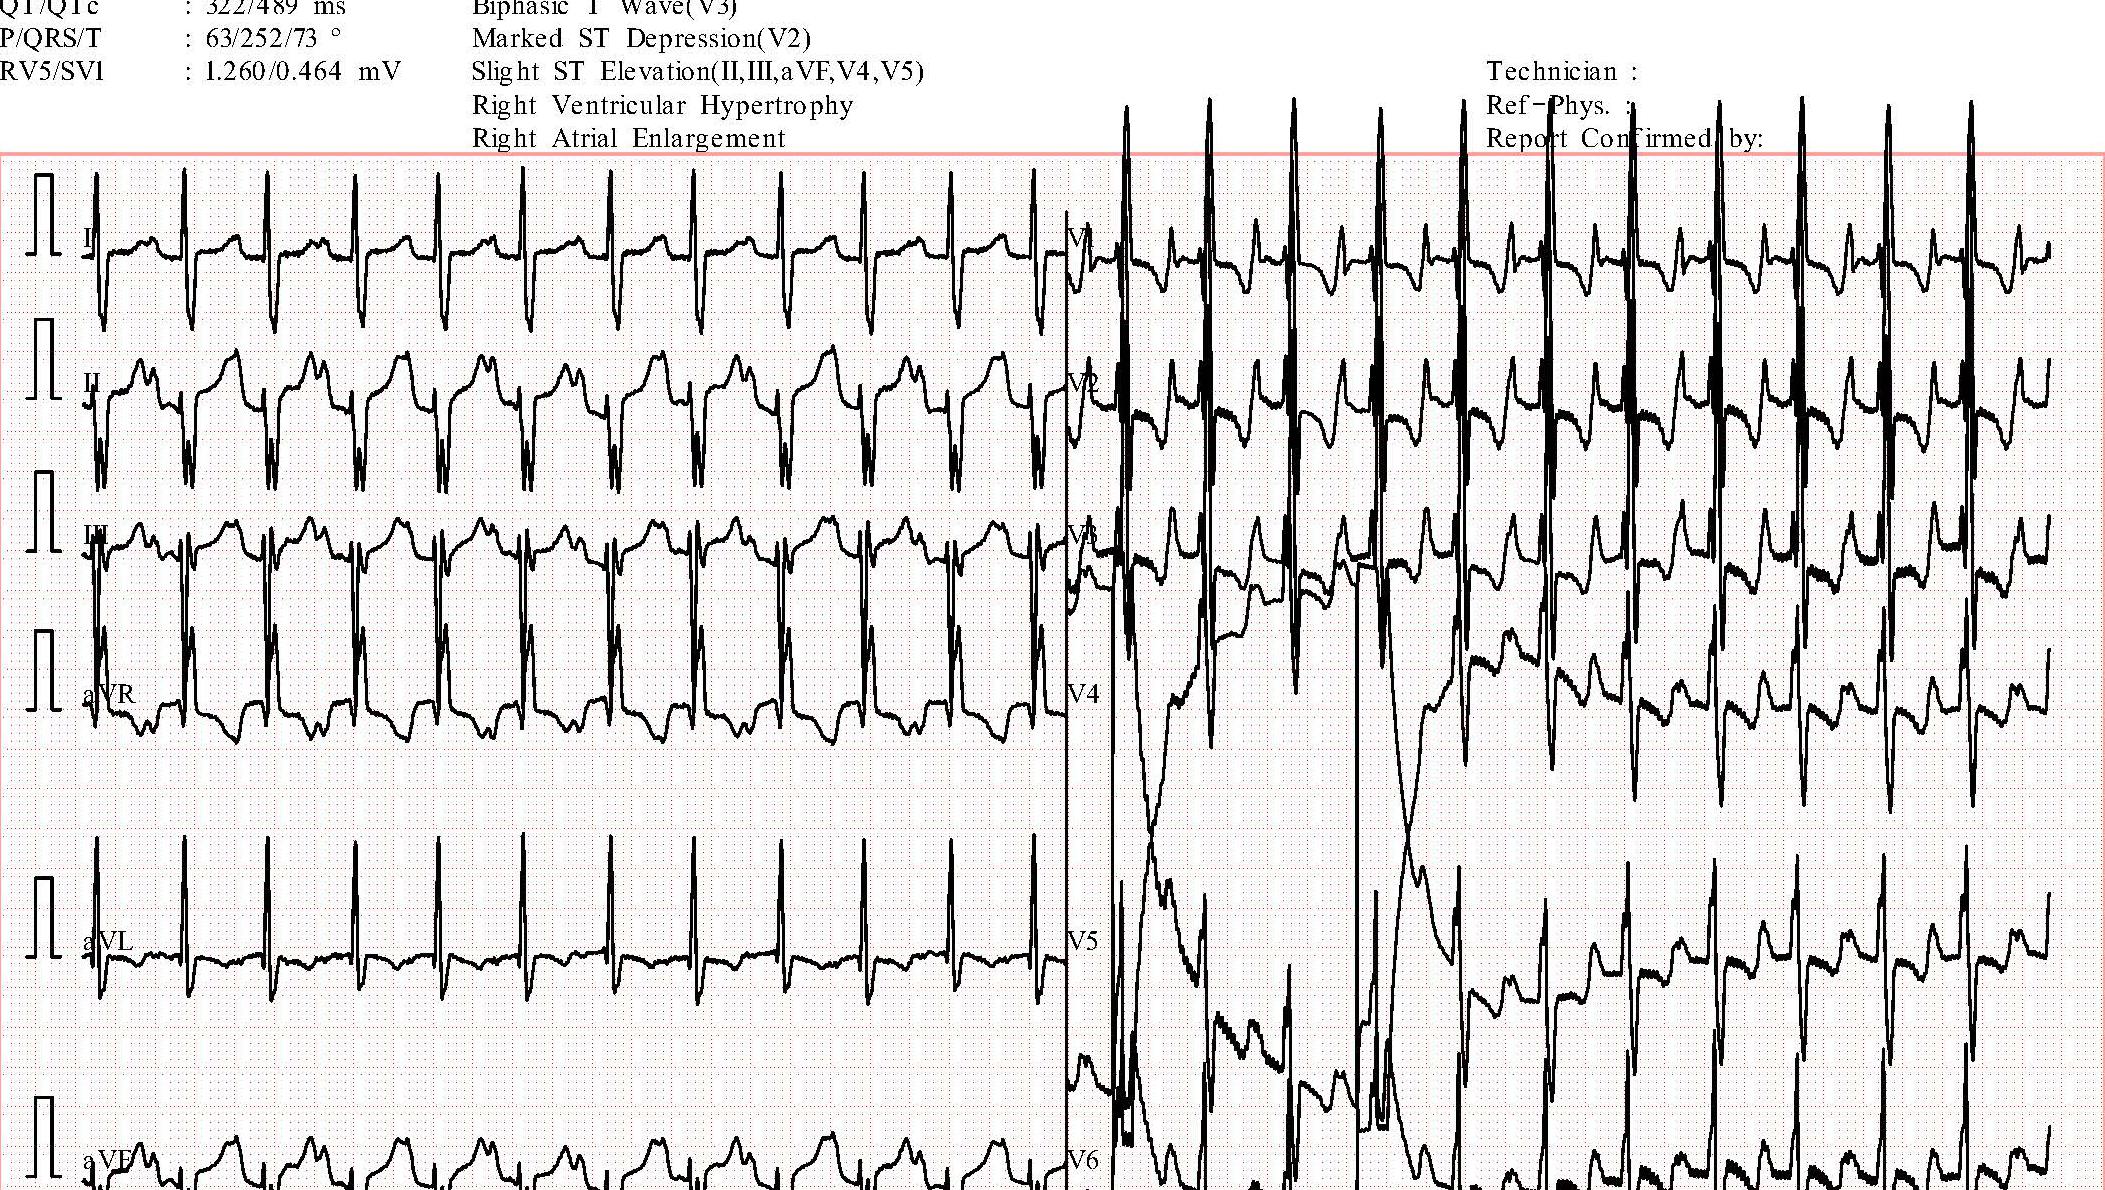 QT/QTc : 322/489 ms
P/QRS/T : 63/252/73 °
RV5/SV1 : 1.260/0.464 mV
Biphasic T Wave(V3)
Marked ST Depression(V2)
Slight ST Elevation(II,III,aVF,V4,V5)
Right Ventricular Hypertrophy
Right Atrial Enlargement
Technician :
Ref-Phys. :
Report Confirmed by:
I
II
III
aVR
aVL
aVF
V1
V2
V3
V4
V5
V6